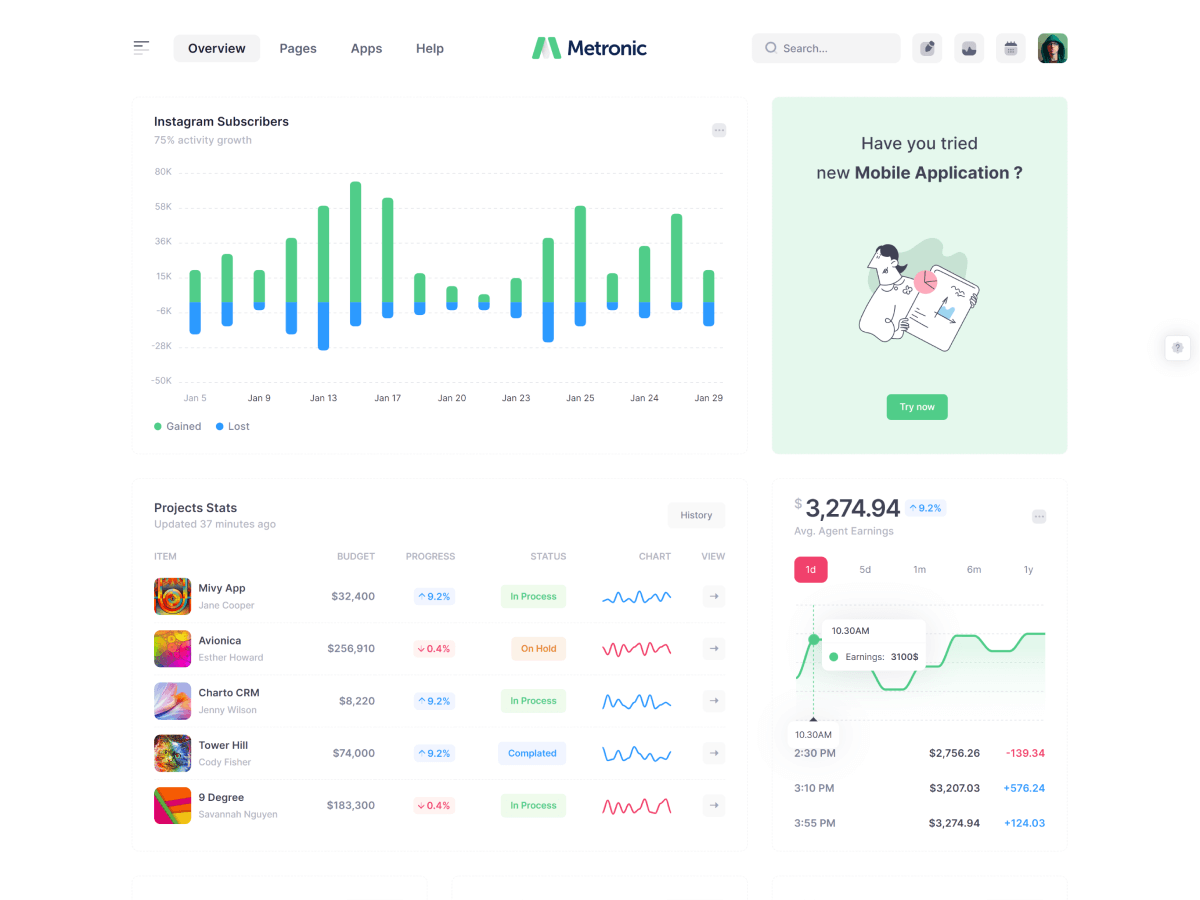 Overview Pages Apps Help Metronic Search...
Instagram Subscribers
75% activity growth
80K
58K
36K
15K
-6K
-28K
-50K
Jan 5 Jan 9 Jan 13 Jan 17 Jan 20 Jan 23 Jan 25 Jan 24 Jan 29
Gained Lost
Have you tried
new Mobile Application ?
Try now
Projects Stats
Updated 37 minutes ago
History
ITEM BUDGET PROGRESS STATUS CHART VIEW
Mivy App
Jane Cooper
$32,400 9.2% In Process
Avionica
Esther Howard
$256,910 0.4% On Hold
Charto CRM
Jenny Wilson
$8,220 9.2% In Process
Tower Hill
Cody Fisher
$74,000 9.2% Complated
9 Degree
Savannah Nguyen
$183,300 0.4% In Process
$ 3,274.94 9.2%
Avg. Agent Earnings
1d 5d 1m 6m 1y
10.30AM
Earnings: 3100$
10.30AM
2:30 PM $2,756.26 -139.34
3:10 PM $3,207.03 +576.24
3:55 PM $3,274.94 +124.03
?